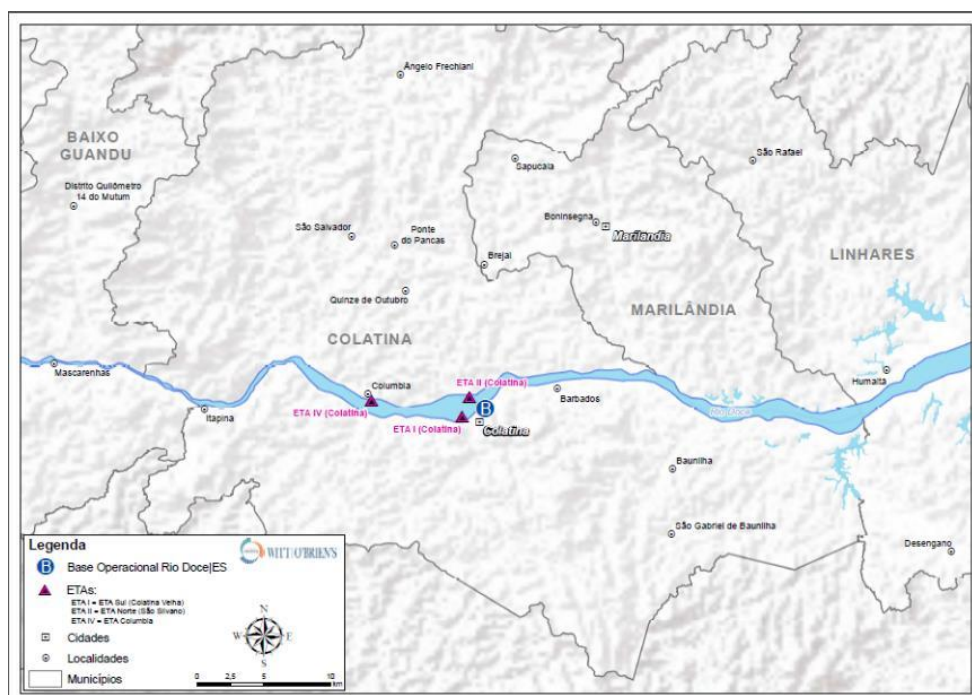 Ângelo Frechiani
BAIXO
GUANDU
Sapucaia
São Rafael
Distrito Quilômetro
14 do Mutum
Boninsegna
Marilandia
São Salvador
Ponte
do Pancas
Brejal
LINHARES
Quinze de Outubro
MARILÂNDIA
COLATINA
Mascarenhas
Columbia
ETA II (Colatina)
Humaitá
Barbados
ETA IV (Colatina)
B
Itapina
Rio Doce
ETA I (Colatina)
Colatina
Baunilha
São Gabriel de Baunilha
Desengano
Legenda
WITT|O'BRIEN'S
B Base Operacional Rio Doce|ES
ETAs:
ETA I = ETA Sul (Colatina Velha)
ETA II = ETA Norte (São Silvano)
ETA IV = ETA Columbia
N
W E
S
Cidades
Localidades
Municípios
0 2,5 5 10
km